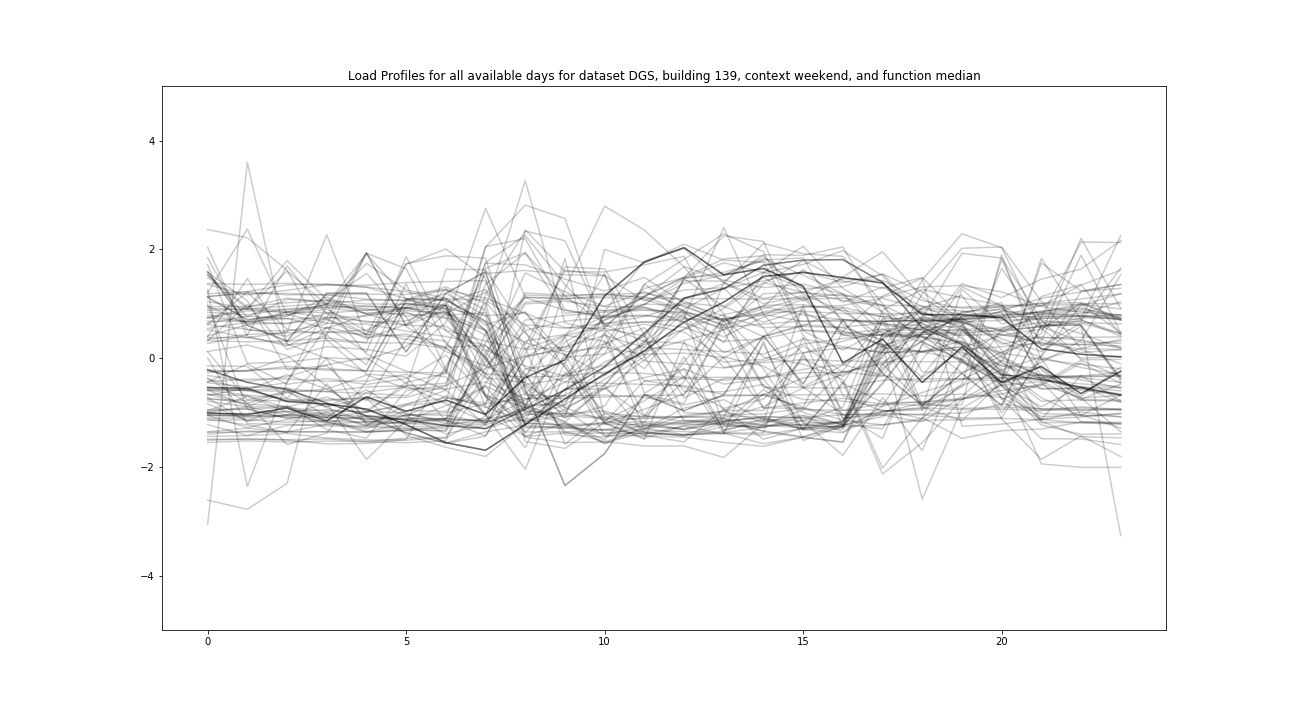 Load Profiles for all available days for dataset DGS, building 139, context weekend, and function median
4
2
0
−2
−4
0 5 10 15 20